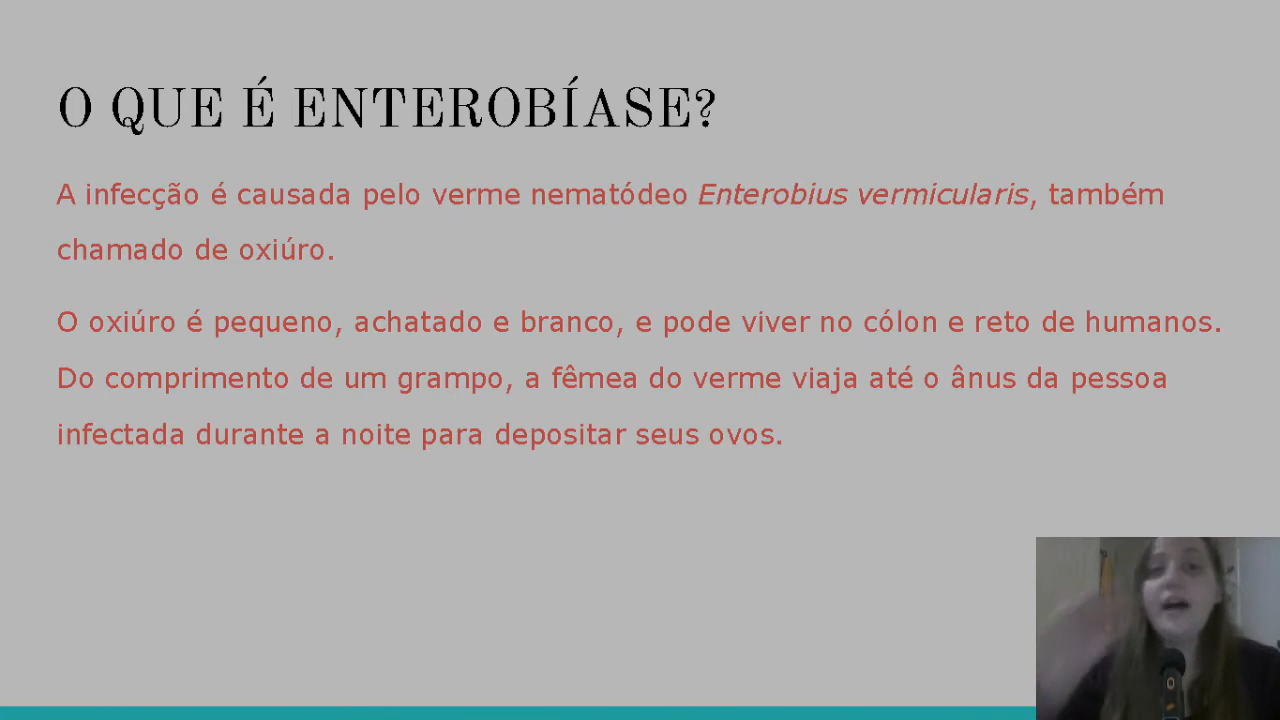 O QUE É ENTEROBÍASE?
A infecção é causada pelo verme nematódeo Enterobius vermicularis, também
chamado de oxiúro.
O oxiúro é pequeno, achatado e branco, e pode viver no cólon e reto de humanos.
Do comprimento de um grampo, a fêmea do verme viaja até o ânus da pessoa
infectada durante a noite para depositar seus ovos.